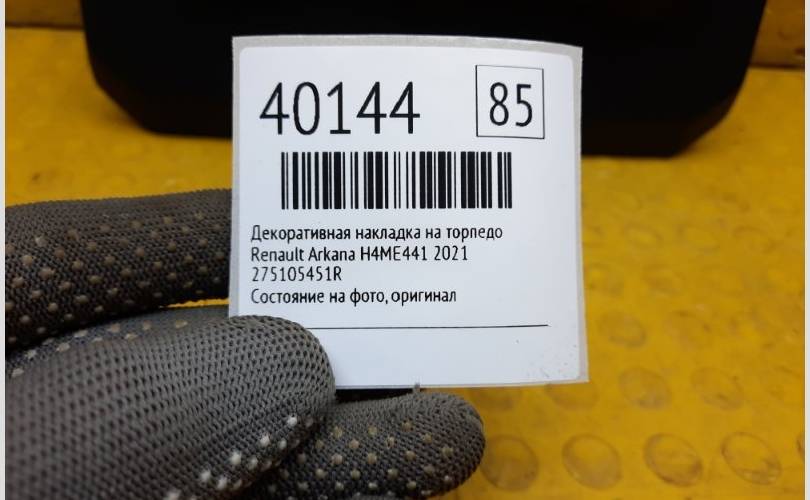 40144
85
Декоративная накладка на торпедо
Renault Arkana H4ME441 2021
275105451R
Состояние на фото, оригинал